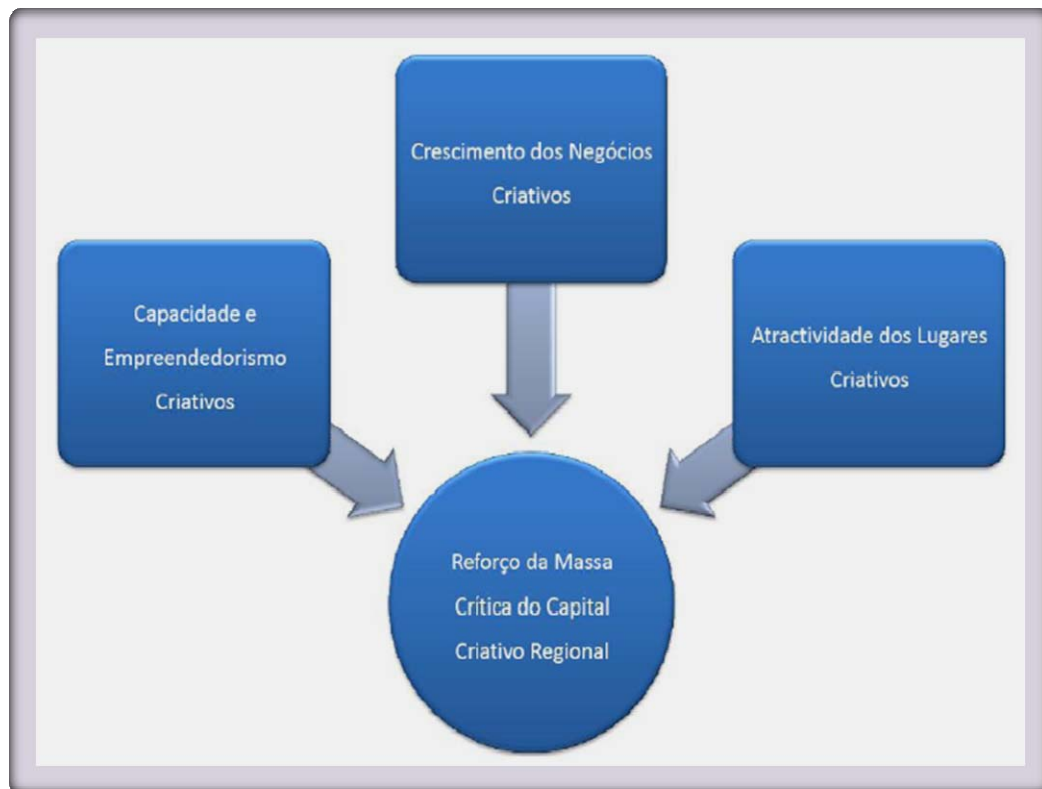 Crescimento dos Negócios
Criativos
Capacidade e
Empreendedorismo
Criativos
Atractividade dos Lugares
Criativos
Reforço da Massa
Crítica do Capital
Criativo Regional